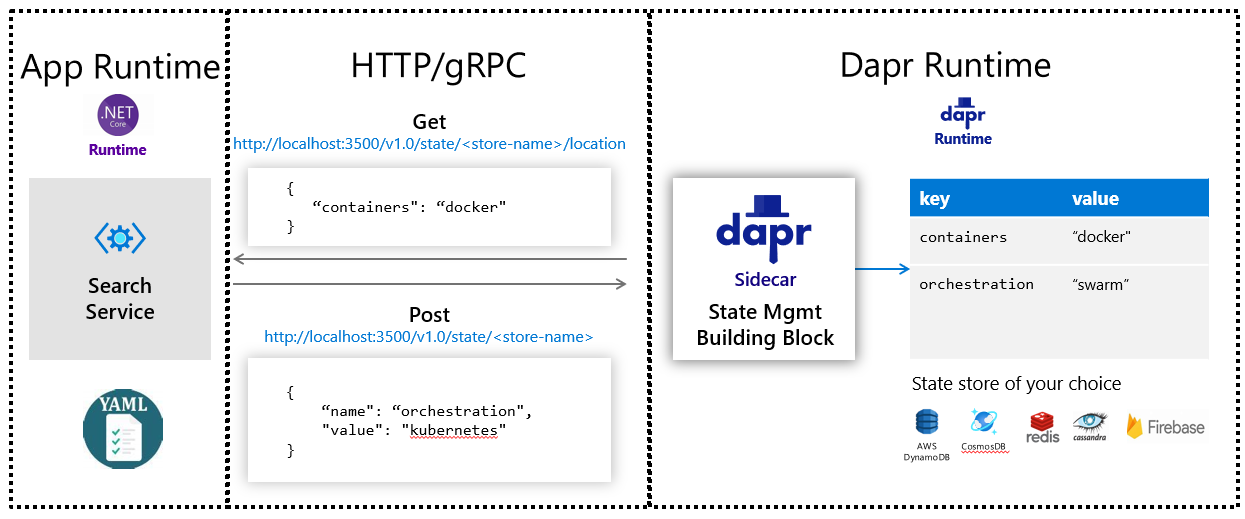 App Runtime
.NET
Core
Runtime
Search
Service
YAML
HTTP/gRPC
Get
http://localhost:3500/v1.0/state/<store-name>/location
{
“containers": “docker"
}
Post
http://localhost:3500/v1.0/state/<store-name>
{
“name": “orchestration",
"value": "kubernetes"
}
Dapr Runtime
dapr
Runtime
dapr
Sidecar
State Mgmt
Building Block
key value
containers “docker"
orchestration “swarm”
State store of your choice
AWS
DynamoDB
CosmosDB
redis
cassandra
Firebase